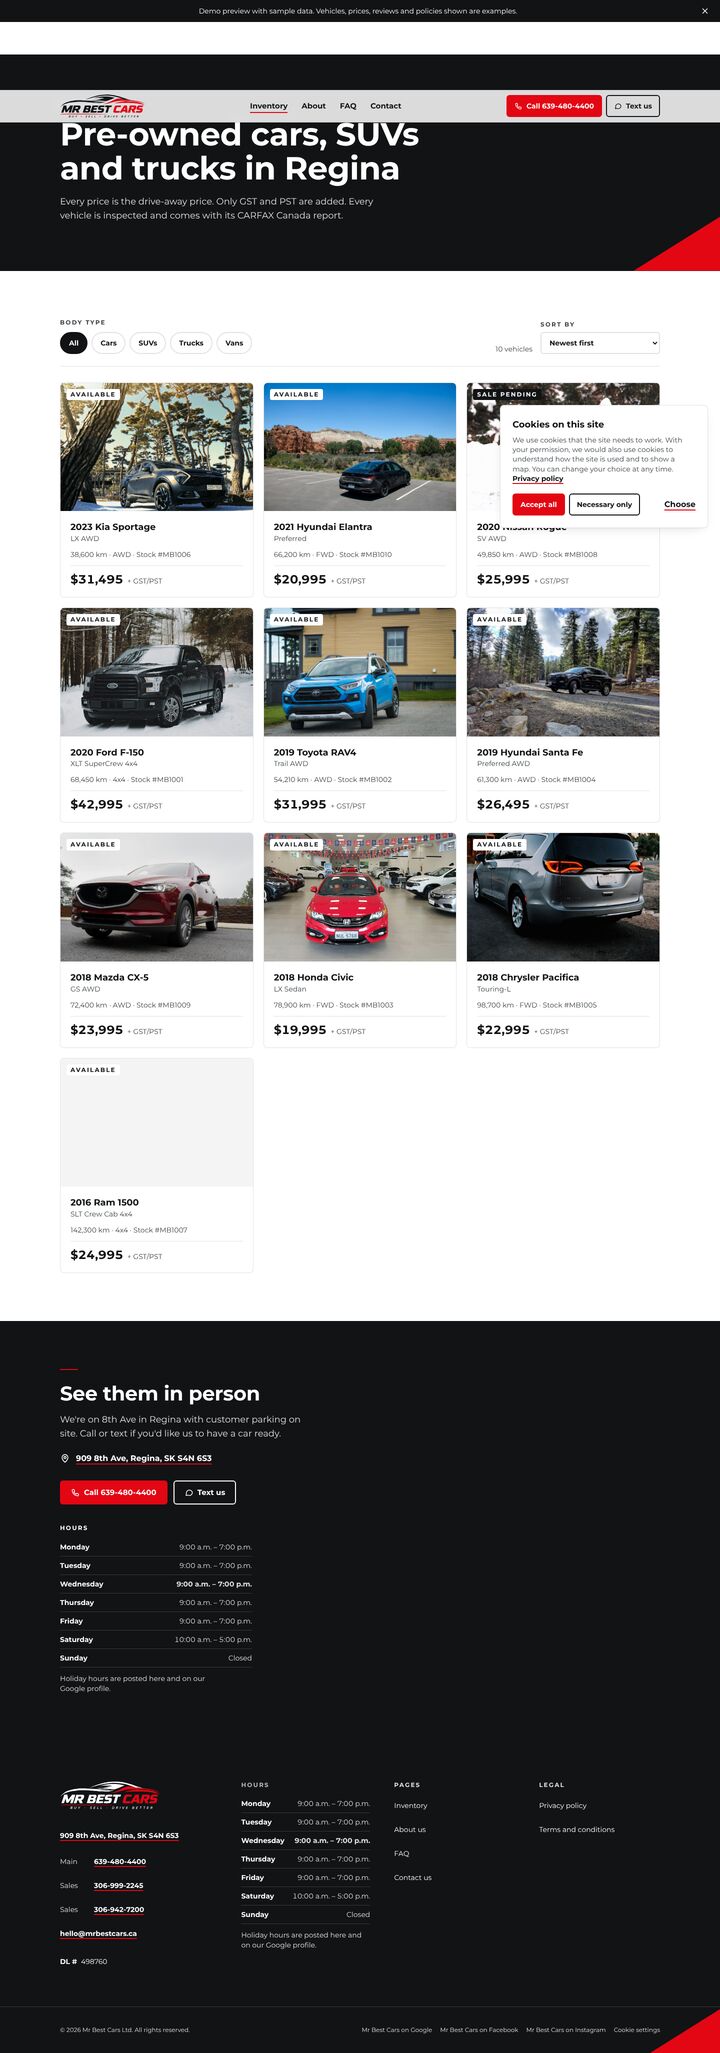 Demo preview with sample data. Vehicles, prices, reviews and policies shown are examples.
MR BEST CARS
BUY · SELL · DRIVE BETTER
Inventory
About
FAQ
Contact
Call 639-480-4400
Text us
Pre-owned cars, SUVs
and trucks in Regina
Every price is the drive-away price. Only GST and PST are added. Every
vehicle is inspected and comes with its CARFAX Canada report.
BODY TYPE
All
Cars
SUVs
Trucks
Vans
10 vehicles
SORT BY
Newest first
AVAILABLE
2023 Kia Sportage
LX AWD
38,600 km · AWD · Stock #MB1006
$31,495 + GST/PST
AVAILABLE
2021 Hyundai Elantra
Preferred
66,200 km · FWD · Stock #MB1010
$20,995 + GST/PST
SALE PENDING
2020 Nissan Rogue
SV AWD
49,850 km · AWD · Stock #MB1008
$25,995 + GST/PST
Cookies on this site
We use cookies that the site needs to work. With
your permission, we would also use cookies to
understand how the site is used and to show a
map. You can change your choice at any time.
Privacy policy
Accept all
Necessary only
Choose
AVAILABLE
2020 Ford F-150
XLT SuperCrew 4x4
68,450 km · 4x4 · Stock #MB1001
$42,995 + GST/PST
AVAILABLE
2019 Toyota RAV4
Trail AWD
54,210 km · AWD · Stock #MB1002
$31,995 + GST/PST
AVAILABLE
2019 Hyundai Santa Fe
Preferred AWD
61,300 km · AWD · Stock #MB1004
$26,495 + GST/PST
AVAILABLE
2018 Mazda CX-5
GS AWD
72,400 km · AWD · Stock #MB1009
$23,995 + GST/PST
AVAILABLE
2018 Honda Civic
LX Sedan
78,900 km · FWD · Stock #MB1003
$19,995 + GST/PST
AVAILABLE
2018 Chrysler Pacifica
Touring-L
98,700 km · FWD · Stock #MB1005
$22,995 + GST/PST
AVAILABLE
2016 Ram 1500
SLT Crew Cab 4x4
142,300 km · 4x4 · Stock #MB1007
$24,995 + GST/PST
See them in person
We're on 8th Ave in Regina with customer parking on
site. Call or text if you'd like us to have a car ready.
909 8th Ave, Regina, SK S4N 6S3
Call 639-480-4400
Text us
HOURS
Monday 9:00 a.m. – 7:00 p.m.
Tuesday 9:00 a.m. – 7:00 p.m.
Wednesday 9:00 a.m. – 7:00 p.m.
Thursday 9:00 a.m. – 7:00 p.m.
Friday 9:00 a.m. – 7:00 p.m.
Saturday 10:00 a.m. – 5:00 p.m.
Sunday Closed
Holiday hours are posted here and on our
Google profile.
MR BEST CARS
BUY · SELL · DRIVE BETTER
909 8th Ave, Regina, SK S4N 6S3
Main 639-480-4400
Sales 306-999-2245
Sales 306-942-7200
hello@mrbestcars.ca
DL # 498760
HOURS
Monday 9:00 a.m. – 7:00 p.m.
Tuesday 9:00 a.m. – 7:00 p.m.
Wednesday 9:00 a.m. – 7:00 p.m.
Thursday 9:00 a.m. – 7:00 p.m.
Friday 9:00 a.m. – 7:00 p.m.
Saturday 10:00 a.m. – 5:00 p.m.
Sunday Closed
Holiday hours are posted here and
on our Google profile.
PAGES
Inventory
About us
FAQ
Contact us
LEGAL
Privacy policy
Terms and conditions
© 2026 Mr Best Cars Ltd. All rights reserved.
Mr Best Cars on Google
Mr Best Cars on Facebook
Mr Best Cars on Instagram
Cookie settings